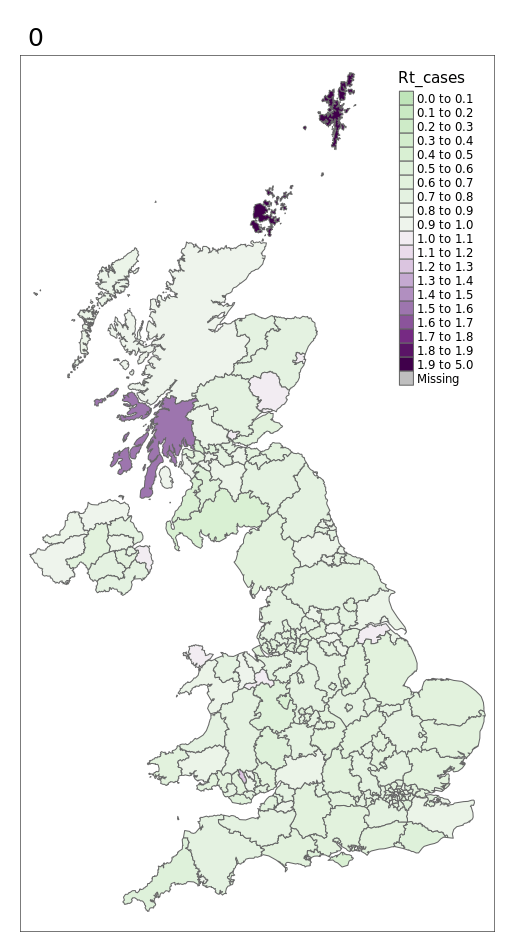 0
Rt_cases
0.0 to 0.1
0.1 to 0.2
0.2 to 0.3
0.3 to 0.4
0.4 to 0.5
0.5 to 0.6
0.6 to 0.7
0.7 to 0.8
0.8 to 0.9
0.9 to 1.0
1.0 to 1.1
1.1 to 1.2
1.2 to 1.3
1.3 to 1.4
1.4 to 1.5
1.5 to 1.6
1.6 to 1.7
1.7 to 1.8
1.8 to 1.9
1.9 to 5.0
Missing